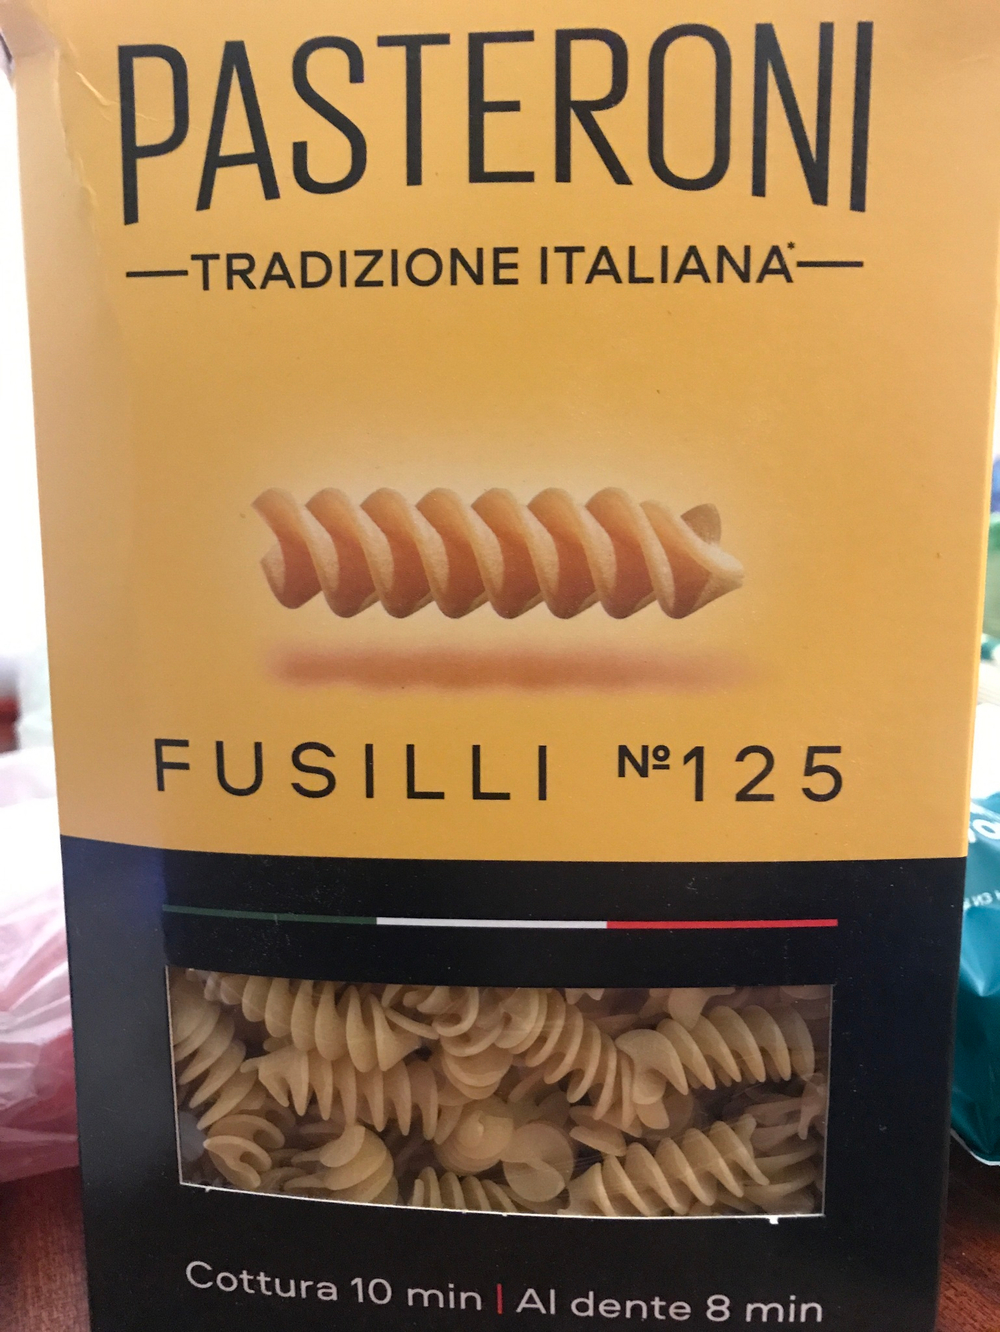 PASTERONI
TRADIZIONE ITALIANA*
FUSILLI Nº125
Cottura 10 min | Al dente 8 min